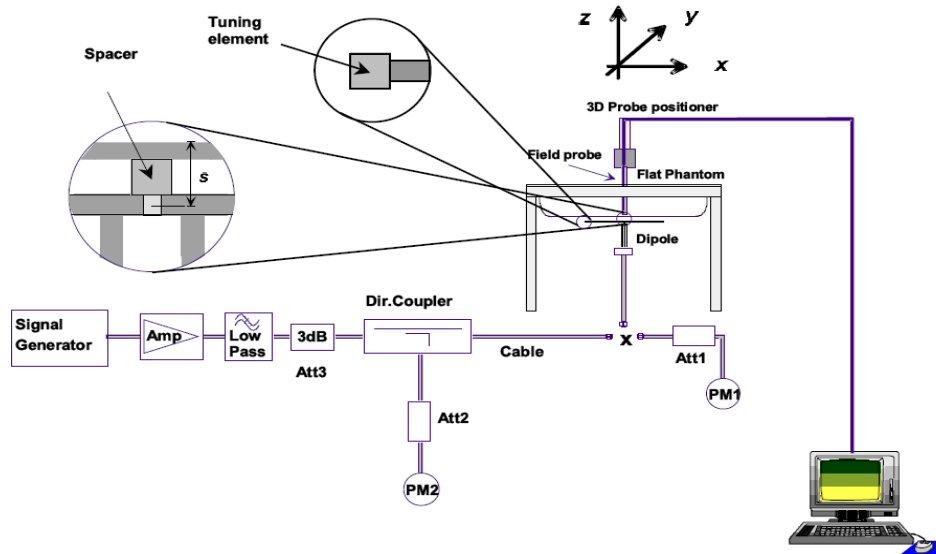 Tuning
element
Spacer
s
z
y
x
3D Probe positioner
Field probe
Flat Phantom
Dipole
Signal
Generator
Amp
Low
Pass
3dB
Att3
Dir.Coupler
Cable
x
Att1
PM1
Att2
PM2